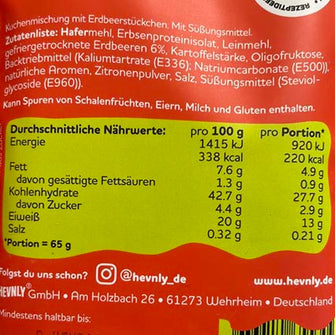 REZEPTIDEE
Kuchenmischung mit Erdbeerstückchen. Mit Süßungsmittel.
Zutatenliste: Hafermehl, Erbsenproteinisolat, Leinmehl,
gefriergetrocknete Erdbeeren 6%, Kartoffelstärke, Oligofruktose,
Backtriebmittel (Kaliumtartrate (E336); Natriumcarbonate (E500)),
natürliche Aromen, Zitronenpulver, Salz, Süßungsmittel (Steviol-
glycoside (E960)).
Kann Spuren von Schalenfrüchten, Eiern, Milch und Gluten enthalten.
Durchschnittliche Nährwerte: pro 100 g pro Portion*
Energie 1415 kJ 920 kJ
338 kcal 220 kcal
Fett 7.6 g 4.9 g
davon gesättigte Fettsäuren 1.3 g 0.9 g
Kohlenhydrate 42.7 g 27.7 g
davon Zucker 4.4 g 2.9 g
Eiweiß 20 g 13 g
Salz 0.32 g 0.21 g
*Portion = 65 g
Folgst du uns schon? @hevnly_de www.hevnly.de
HEVNLY® GmbH • Am Holzbach 26 • 61273 Wehrheim • Deutschland
Mindestens haltbar bis: